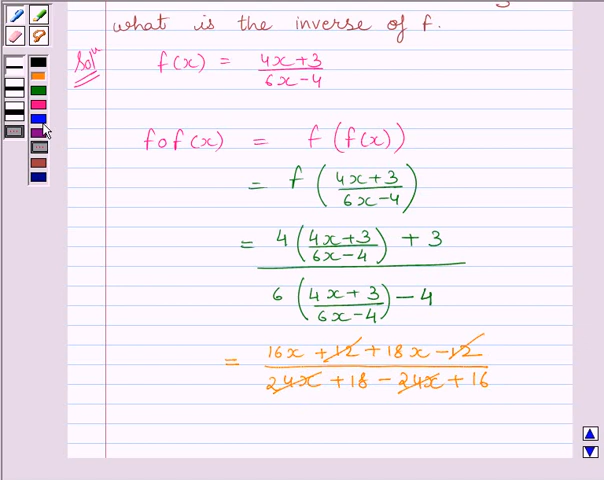 what is the inverse of f.
Solⁿ f(x) = (4x+3)/(6x-4)
fof(x) = f(f(x))
= f((4x+3)/(6x-4))
= (4((4x+3)/(6x-4)) + 3)/(6((4x+3)/(6x-4)) - 4)
= (16x + 12 + 18x - 12)/(24x + 18 - 24x + 16)